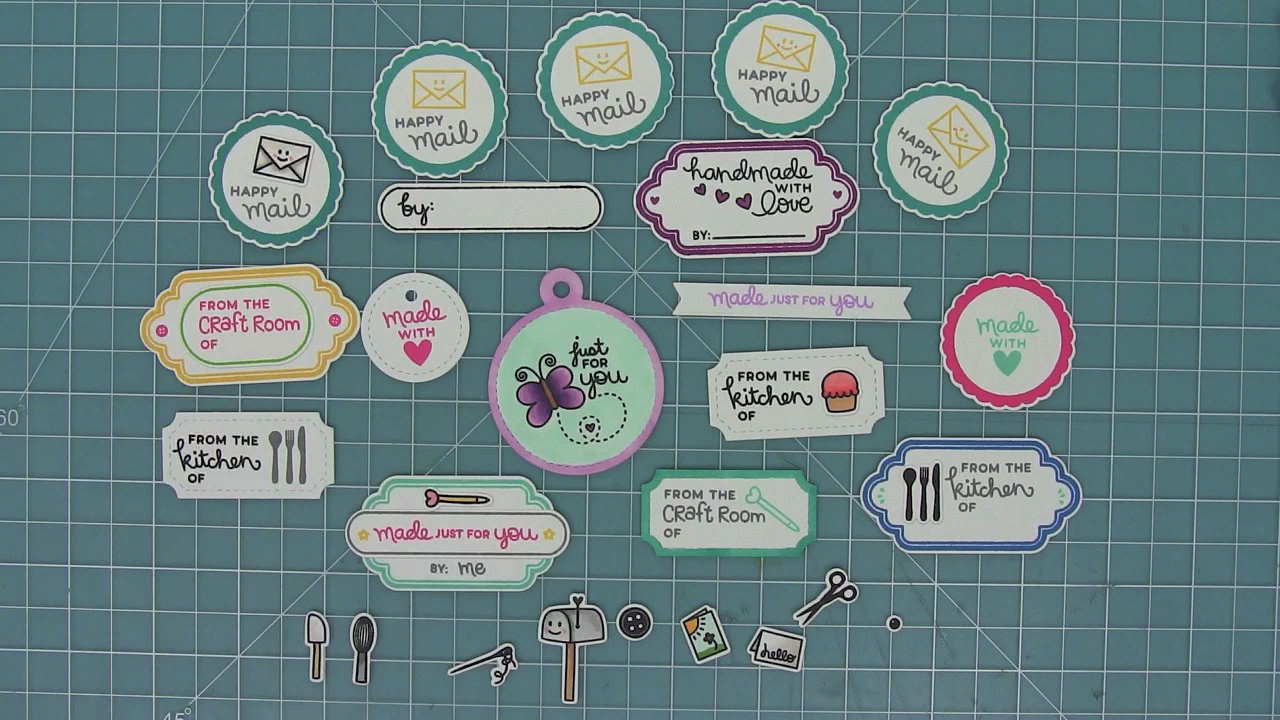 HAPPY
mail
HAPPY
mail
HAPPY
mail
HAPPY
mail
HAPPY
mail
by:
handmade
WITH
love
BY:
FROM THE
CRaft Room
OF
made
WITH
just
FOR
you
made JUST FOR you
made
WITH
FROM THE
kitchen
OF
FROM THE
kitchen
OF
made JUST FOR you
BY: me
FROM THE
CRaft Room
OF
FROM THE
kitchen
OF
hello
60
45°